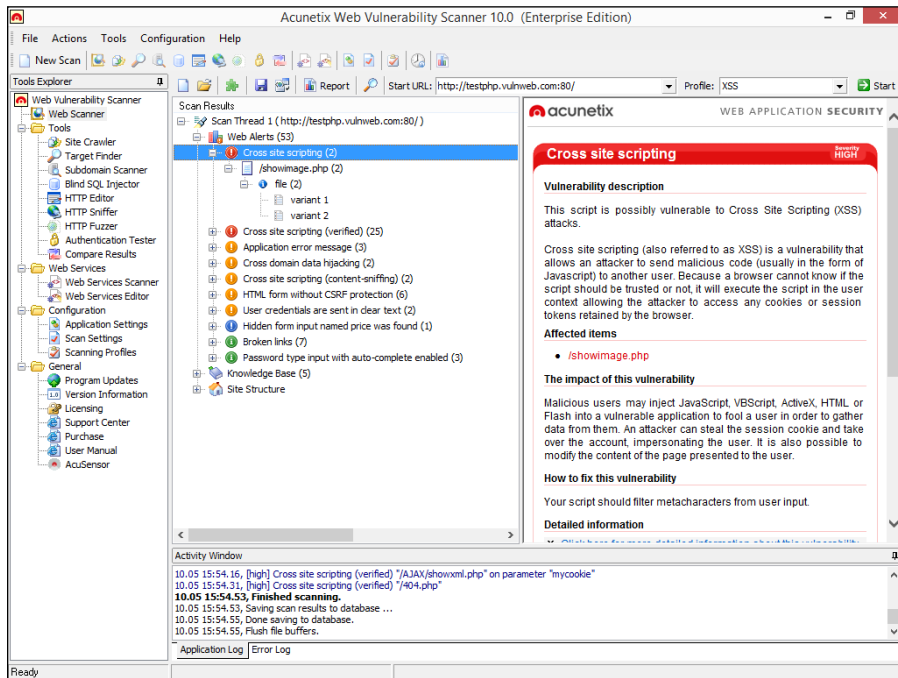 Acunetix Web Vulnerability Scanner 10.0 (Enterprise Edition)
File Actions Tools Configuration Help
New Scan
Tools Explorer
Web Vulnerability Scanner
Web Scanner
Tools
Site Crawler
Target Finder
Subdomain Scanner
Blind SQL Injector
HTTP Editor
HTTP Sniffer
HTTP Fuzzer
Authentication Tester
Compare Results
Web Services
Web Services Scanner
Web Services Editor
Configuration
Application Settings
Scan Settings
Scanning Profiles
General
Program Updates
Version Information
Licensing
Support Center
Purchase
User Manual
AcuSensor
Report Start URL: http://testphp.vulnweb.com:80/ Profile: XSS Start
Scan Results
Scan Thread 1 ( http://testphp.vulnweb.com:80/ )
Web Alerts (53)
Cross site scripting (2)
/showimage.php (2)
file (2)
variant 1
variant 2
Cross site scripting (verified) (25)
Application error message (3)
Cross domain data hijacking (2)
Cross site scripting (content-sniffing) (2)
HTML form without CSRF protection (6)
User credentials are sent in clear text (2)
Hidden form input named price was found (1)
Broken links (7)
Password type input with auto-complete enabled (3)
Knowledge Base (5)
Site Structure
acunetix WEB APPLICATION SECURITY
Cross site scripting
Severity
HIGH
Vulnerability description
This script is possibly vulnerable to Cross Site Scripting (XSS)
attacks.
Cross site scripting (also referred to as XSS) is a vulnerability that
allows an attacker to send malicious code (usually in the form of
Javascript) to another user. Because a browser cannot know if the
script should be trusted or not, it will execute the script in the user
context allowing the attacker to access any cookies or session
tokens retained by the browser.
Affected items
• /showimage.php
The impact of this vulnerability
Malicious users may inject JavaScript, VBScript, ActiveX, HTML or
Flash into a vulnerable application to fool a user in order to gather
data from them. An attacker can steal the session cookie and take
over the account, impersonating the user. It is also possible to
modify the content of the page presented to the user.
How to fix this vulnerability
Your script should filter metacharacters from user input.
Detailed information
Click here for more detailed information about this vulnerability
Activity Window
10.05 15:54.16, [high] Cross site scripting (verified) "/AJAX/showxml.php" on parameter "mycookie"
10.05 15:54.31, [high] Cross site scripting (verified) "/404.php"
10.05 15:54.53, Finished scanning.
10.05 15:54.53, Saving scan results to database ...
10.05 15:54.55, Done saving to database.
10.05 15:54.55, Flush file buffers.
Application Log Error Log
Ready